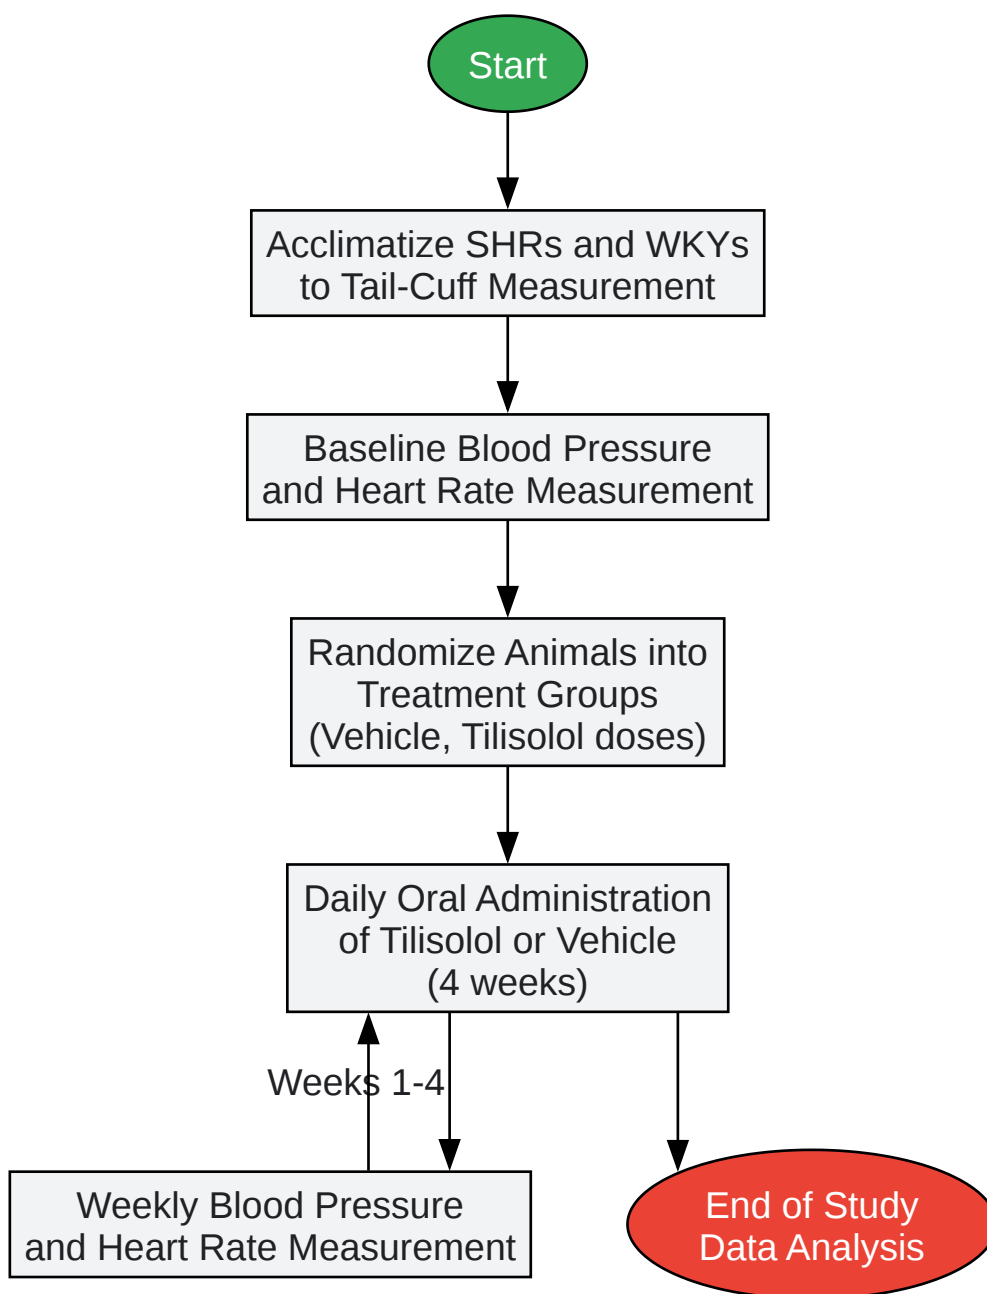 Start
Acclimatize SHRs and WKYs
to Tail-Cuff Measurement
Baseline Blood Pressure
and Heart Rate Measurement
Randomize Animals into
Treatment Groups
(Vehicle, Tilisolol doses)
Daily Oral Administration
of Tilisolol or Vehicle
(4 weeks)
Weeks 1-4
Weekly Blood Pressure
and Heart Rate Measurement
End of Study
Data Analysis